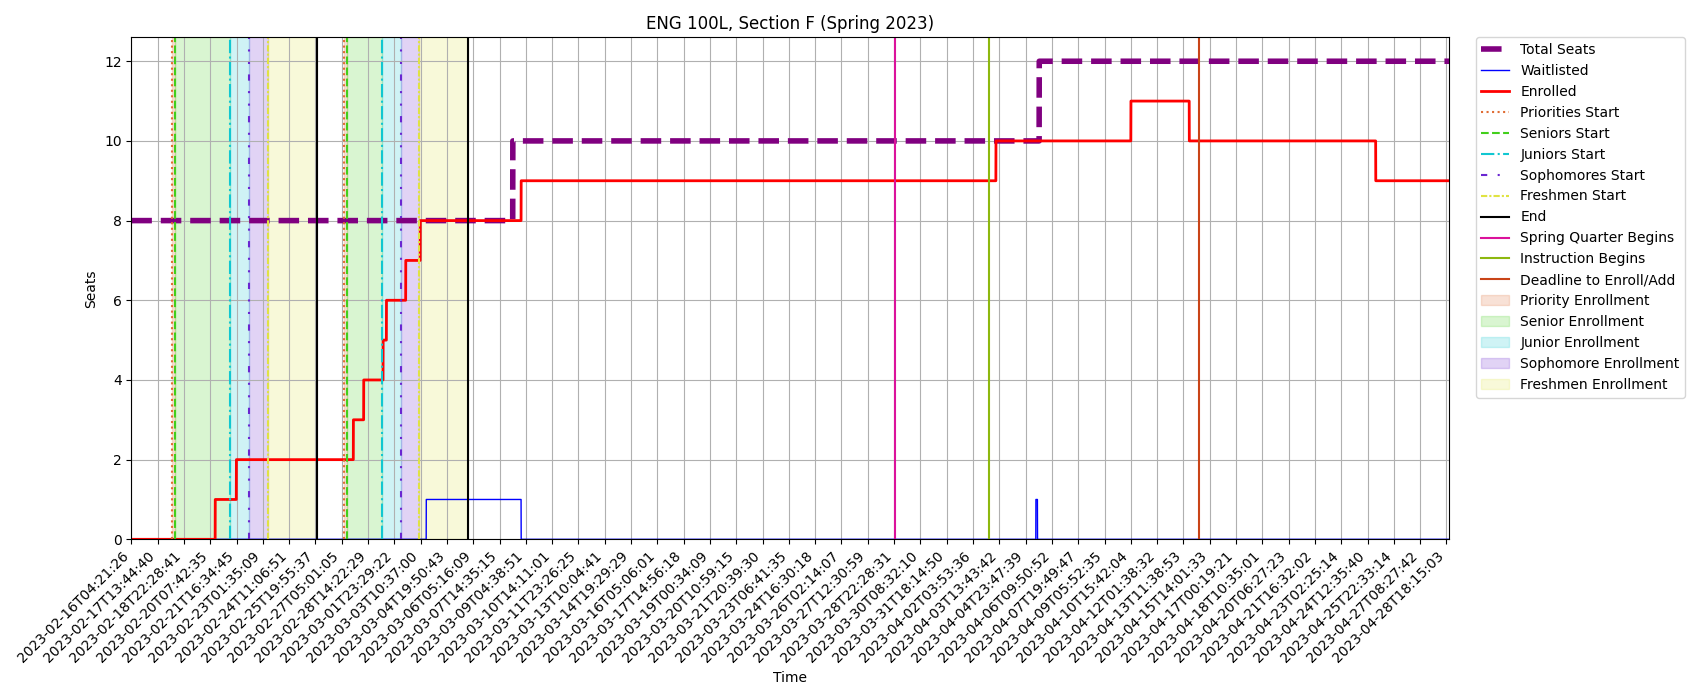 ENG 100L, Section F (Spring 2023)
Seats
12
10
8
6
4
2
0
2023-02-16T04:21:26
2023-02-17T13:44:40
2023-02-18T22:28:41
2023-02-20T07:42:35
2023-02-21T16:34:45
2023-02-23T01:35:09
2023-02-24T11:06:51
2023-02-25T19:55:37
2023-02-27T05:01:05
2023-02-28T14:22:29
2023-03-01T23:29:22
2023-03-03T10:37:00
2023-03-04T19:50:43
2023-03-06T05:16:09
2023-03-07T14:35:15
2023-03-09T04:38:51
2023-03-10T14:11:01
2023-03-11T23:26:25
2023-03-13T10:04:41
2023-03-14T19:29:29
2023-03-16T05:06:01
2023-03-17T14:56:18
2023-03-19T00:34:09
2023-03-20T10:59:15
2023-03-21T20:39:30
2023-03-23T06:41:35
2023-03-24T16:30:18
2023-03-26T02:14:07
2023-03-27T12:30:59
2023-03-28T22:28:31
2023-03-30T08:32:10
2023-03-31T18:14:50
2023-04-02T03:53:36
2023-04-03T13:43:42
2023-04-04T23:47:39
2023-04-06T09:50:52
2023-04-07T19:49:47
2023-04-09T05:52:35
2023-04-10T15:42:04
2023-04-12T01:38:32
2023-04-13T11:38:53
2023-04-15T14:01:33
2023-04-17T00:19:21
2023-04-18T10:35:01
2023-04-20T06:27:23
2023-04-21T16:32:02
2023-04-23T02:25:14
2023-04-24T12:35:40
2023-04-25T22:33:14
2023-04-27T08:27:42
2023-04-28T18:15:03
Time
Total Seats
Waitlisted
Enrolled
Priorities Start
Seniors Start
Juniors Start
Sophomores Start
Freshmen Start
End
Spring Quarter Begins
Instruction Begins
Deadline to Enroll/Add
Priority Enrollment
Senior Enrollment
Junior Enrollment
Sophomore Enrollment
Freshmen Enrollment